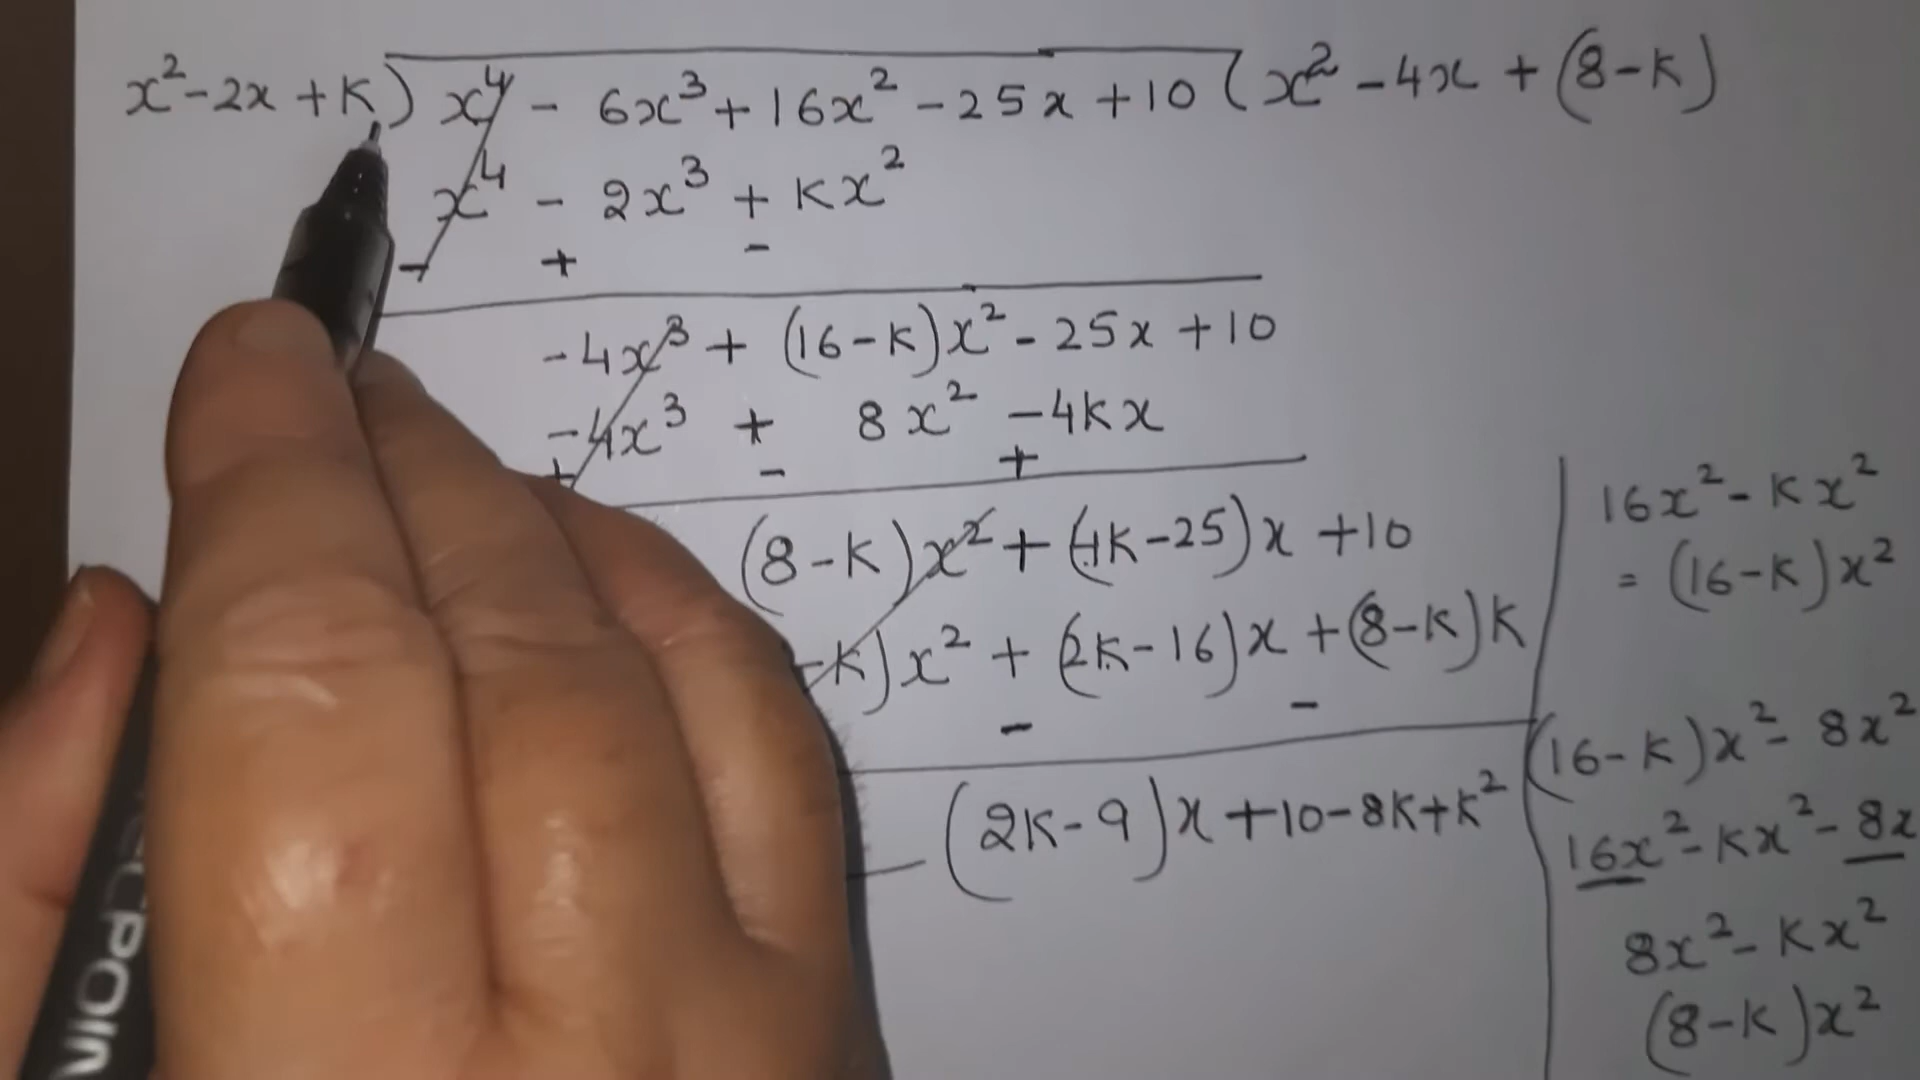 x² - 2x + k ) x⁴ - 6x³ + 16x² - 25x + 10 ( x² - 4x + (8 - k)
x⁴ - 2x³ + kx²
- + -
-4x³ + (16 - k)x² - 25x + 10
-4x³ + 8x² - 4kx
+ - +
(8 - k)x² + (4k - 25)x + 10
- k)x² + (2k - 16)x + (8 - k)k
- -
(2k - 9)x + 10 - 8k + k²
16x² - kx²
= (16 - k)x²
(16 - k)x² - 8x²
16x² - kx² - 8x
8x² - kx²
(8 - k)x²